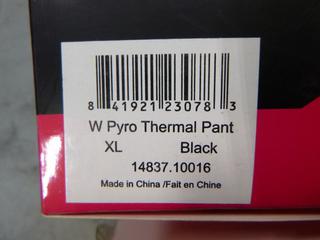 8 41921 23078 3
W Pyro Thermal Pant
XL Black
14837.10016
Made in China /Fait en Chine